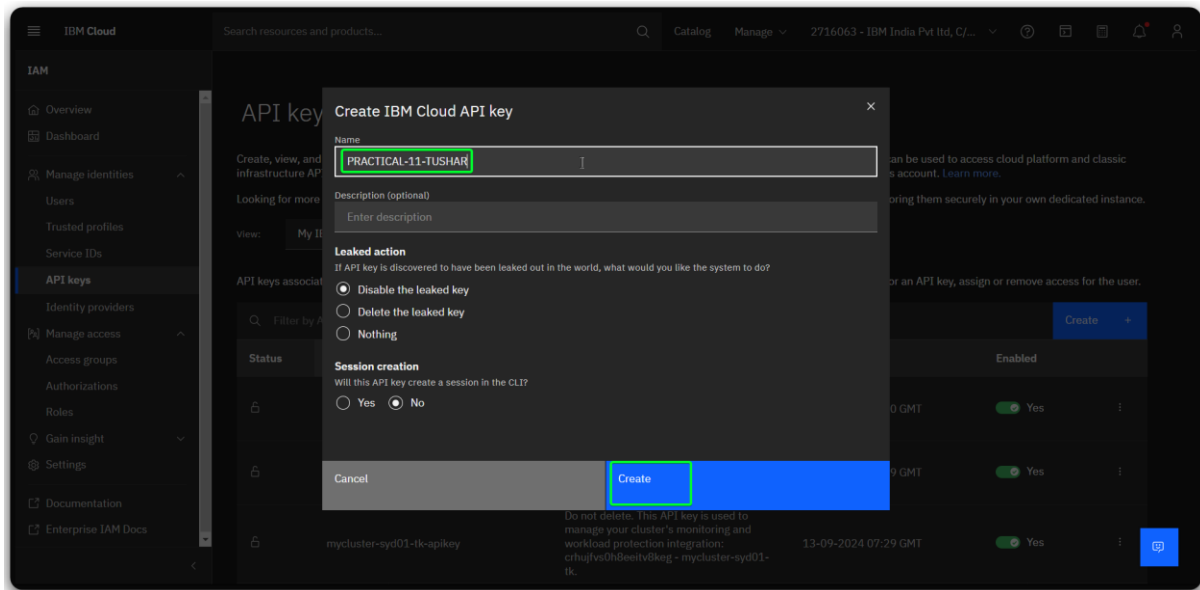 IBM Cloud
Search resources and products...
Catalog
Manage
2716063 - IBM India Pvt ltd, C/...
IAM
Overview
Dashboard
Manage identities
Users
Trusted profiles
Service IDs
API keys
Identity providers
Manage access
Access groups
Authorizations
Roles
Gain insight
Settings
Documentation
Enterprise IAM Docs
API key
Create, view, and
infrastructure AP
can be used to access cloud platform and classic
s account. Learn more.
Looking for more
oring them securely in your own dedicated instance.
View:
My I
API keys associat
or an API key, assign or remove access for the user.
Filter by A
Create +
Status
Enabled
0 GMT
Yes
9 GMT
Yes
mycluster-syd01-tk-apikey
Do not delete. This API key is used to
manage your cluster's monitoring and
workload protection integration:
crhujfvs0h8eeitv8keg - mycluster-syd01-
tk.
13-09-2024 07:29 GMT
Yes
Create IBM Cloud API key
Name
PRACTICAL-11-TUSHAR
Description (optional)
Enter description
Leaked action
If API key is discovered to have been leaked out in the world, what would you like the system to do?
Disable the leaked key
Delete the leaked key
Nothing
Session creation
Will this API key create a session in the CLI?
Yes
No
Cancel
Create